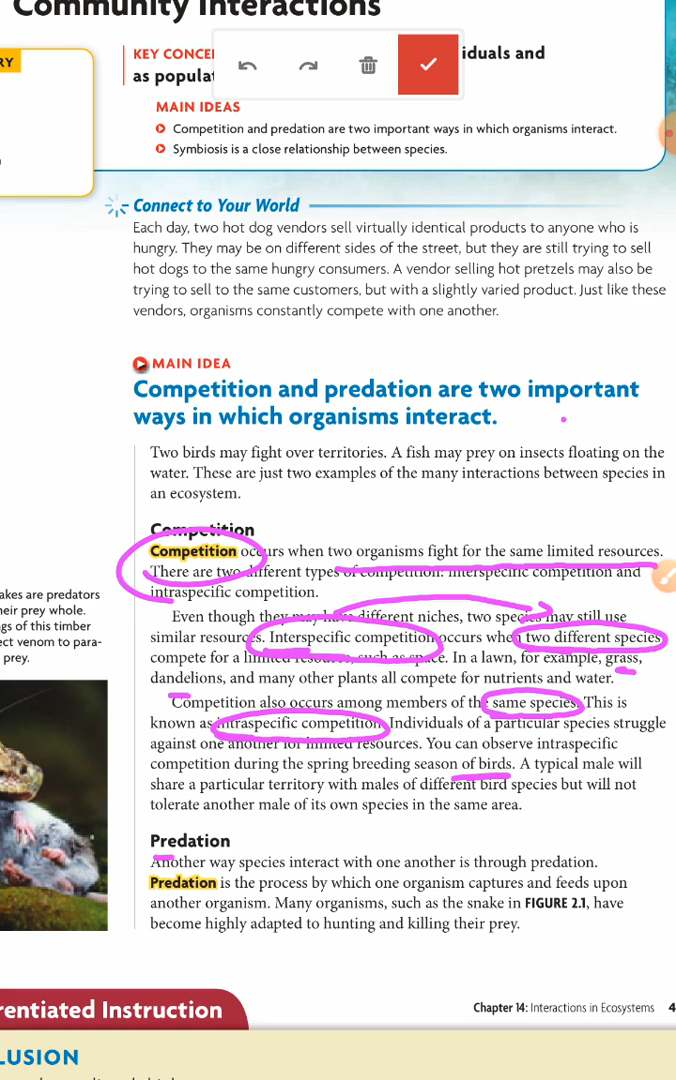 Community Interactions
RY
KEY CONCE iduals and
as populat
MAIN IDEAS
Competition and predation are two important ways in which organisms interact.
Symbiosis is a close relationship between species.
Connect to Your World
Each day, two hot dog vendors sell virtually identical products to anyone who is
hungry. They may be on different sides of the street, but they are still trying to sell
hot dogs to the same hungry consumers. A vendor selling hot pretzels may also be
trying to sell to the same customers, but with a slightly varied product. Just like these
vendors, organisms constantly compete with one another.
MAIN IDEA
Competition and predation are two important
ways in which organisms interact.
Two birds may fight over territories. A fish may prey on insects floating on the
water. These are just two examples of the many interactions between species in
an ecosystem.
Competition
Competition occurs when two organisms fight for the same limited resources.
There are two different types of competition: interspecific competition and
intraspecific competition.
Even though they may have different niches, two species may still use
similar resources. Interspecific competition occurs when two different species
compete for a limited resource, such as space. In a lawn, for example, grass,
dandelions, and many other plants all compete for nutrients and water.
Competition also occurs among members of the same species. This is
known as intraspecific competition. Individuals of a particular species struggle
against one another for limited resources. You can observe intraspecific
competition during the spring breeding season of birds. A typical male will
share a particular territory with males of different bird species but will not
tolerate another male of its own species in the same area.
Predation
Another way species interact with one another is through predation.
Predation is the process by which one organism captures and feeds upon
another organism. Many organisms, such as the snake in FIGURE 2.1, have
become highly adapted to hunting and killing their prey.
akes are predators
heir prey whole.
ngs of this timber
ect venom to para-
prey.
Chapter 14: Interactions in Ecosystems 4
rentiated Instruction
LUSION